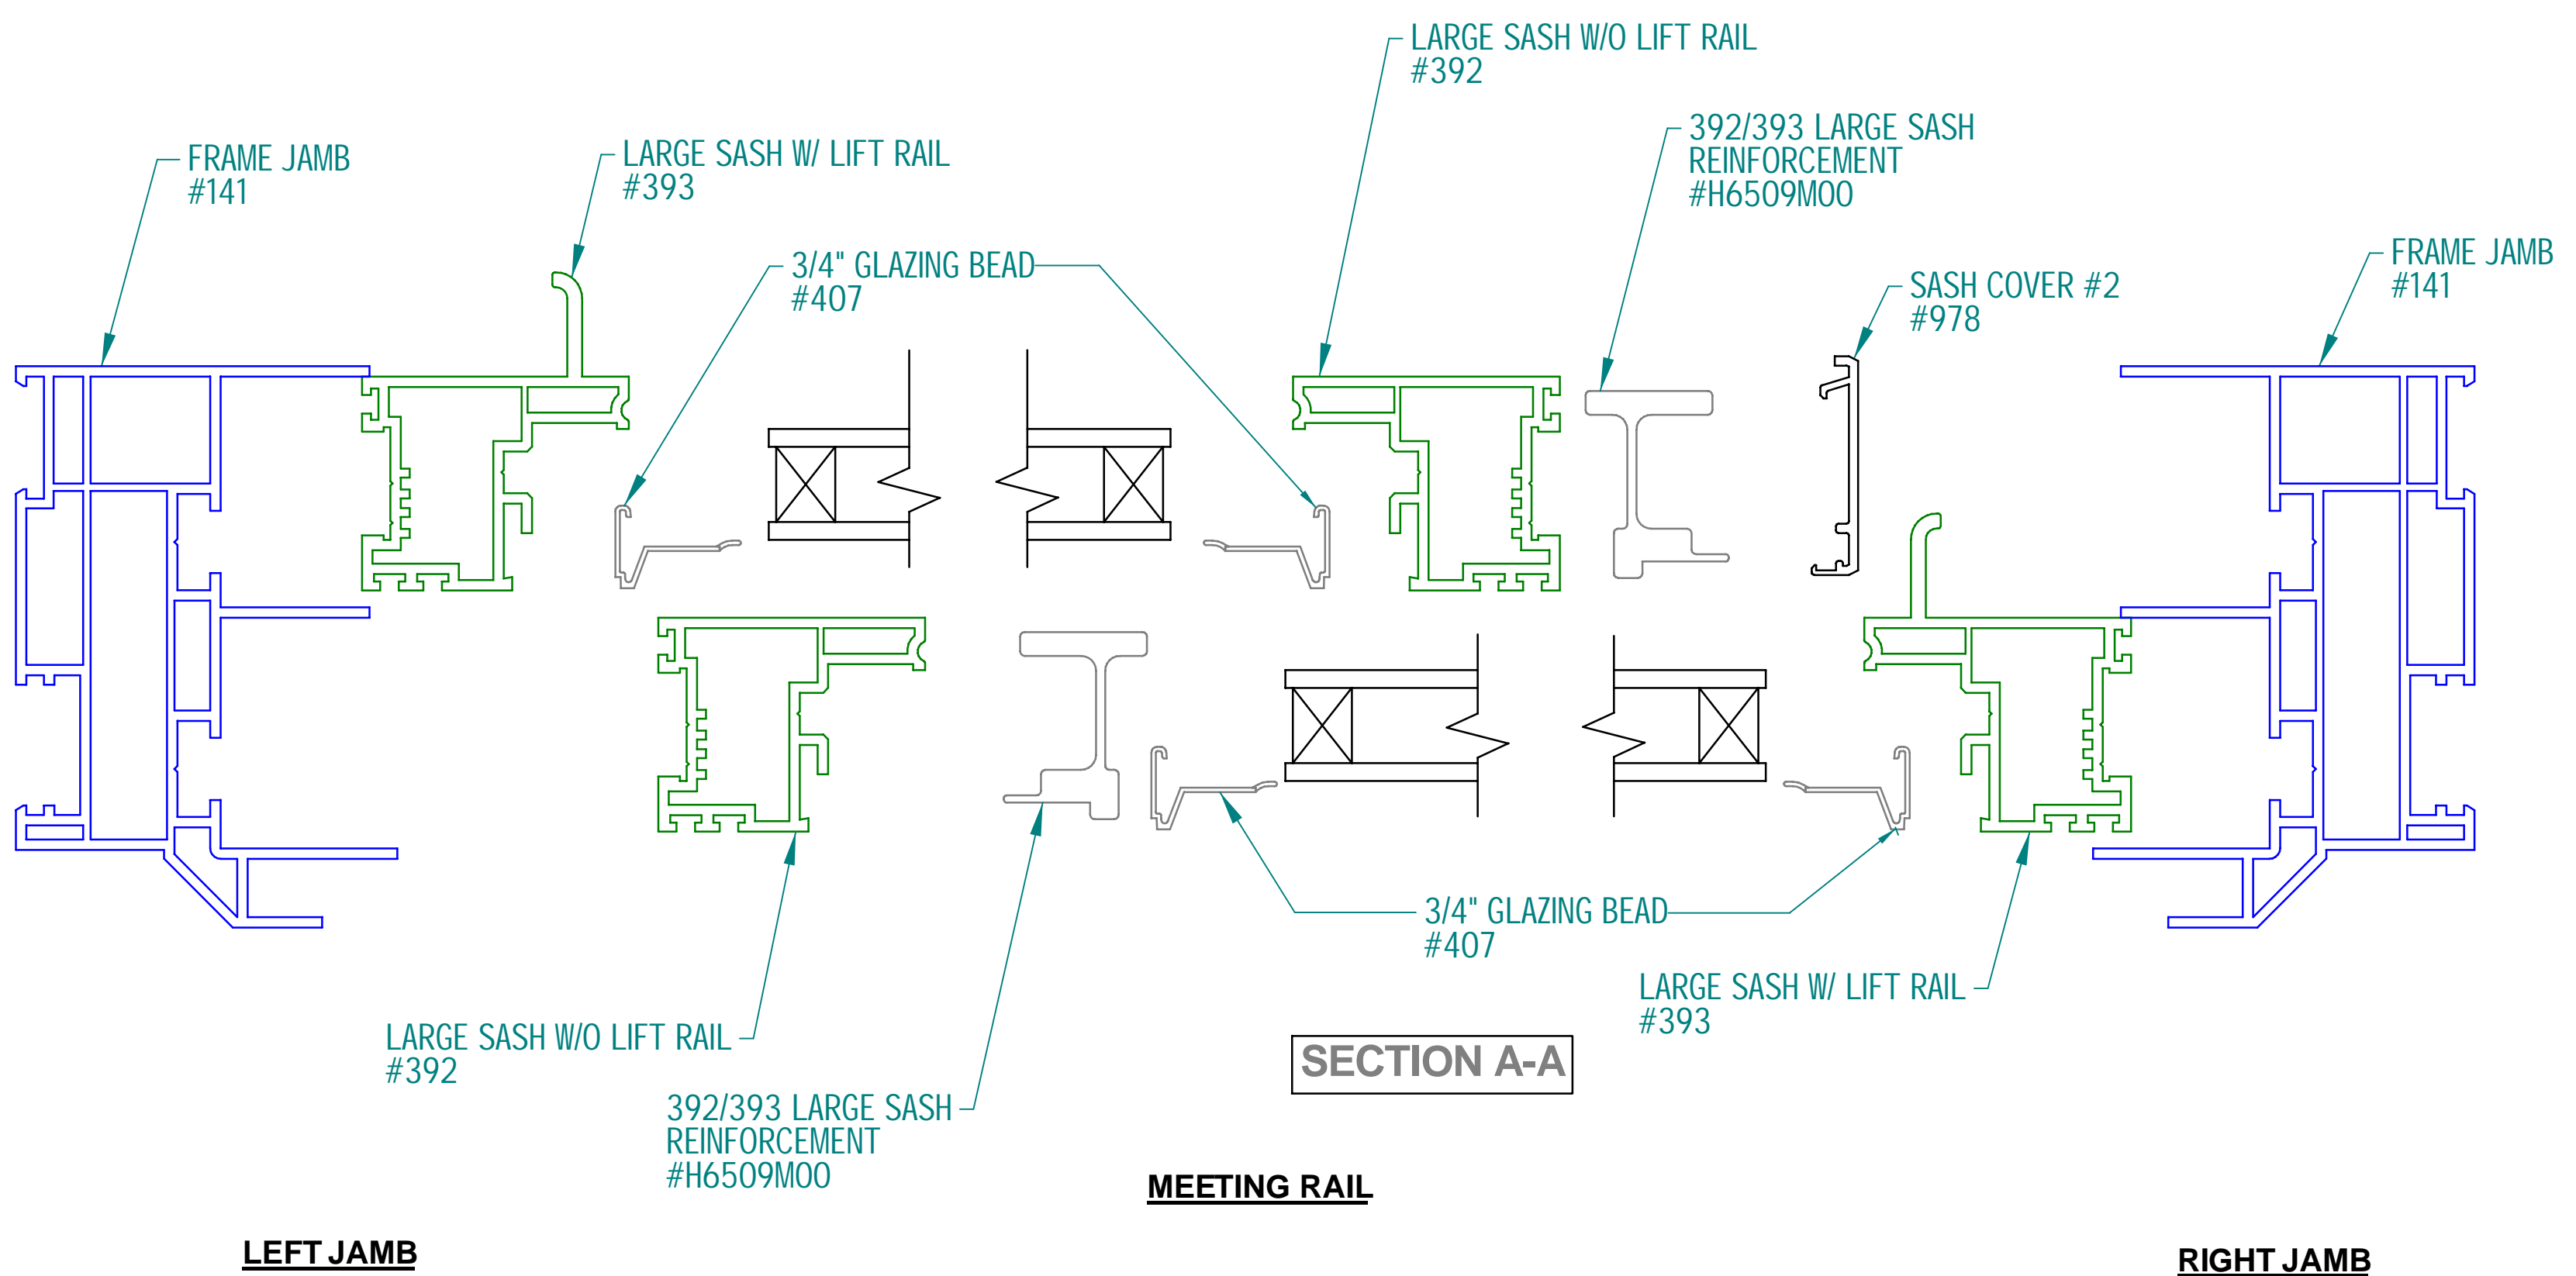 LARGE SASH W/O LIFT RAIL
#392
392/393 LARGE SASH
REINFORCEMENT
#H6509M00
FRAME JAMB
#141
LARGE SASH W/ LIFT RAIL
#393
3/4" GLAZING BEAD
#407
SASH COVER #2
#978
FRAME JAMB
#141
3/4" GLAZING BEAD
#407
LARGE SASH W/ LIFT RAIL
#393
LARGE SASH W/O LIFT RAIL
#392
SECTION A-A
392/393 LARGE SASH
REINFORCEMENT
#H6509M00
MEETING RAIL
LEFT JAMB
RIGHT JAMB